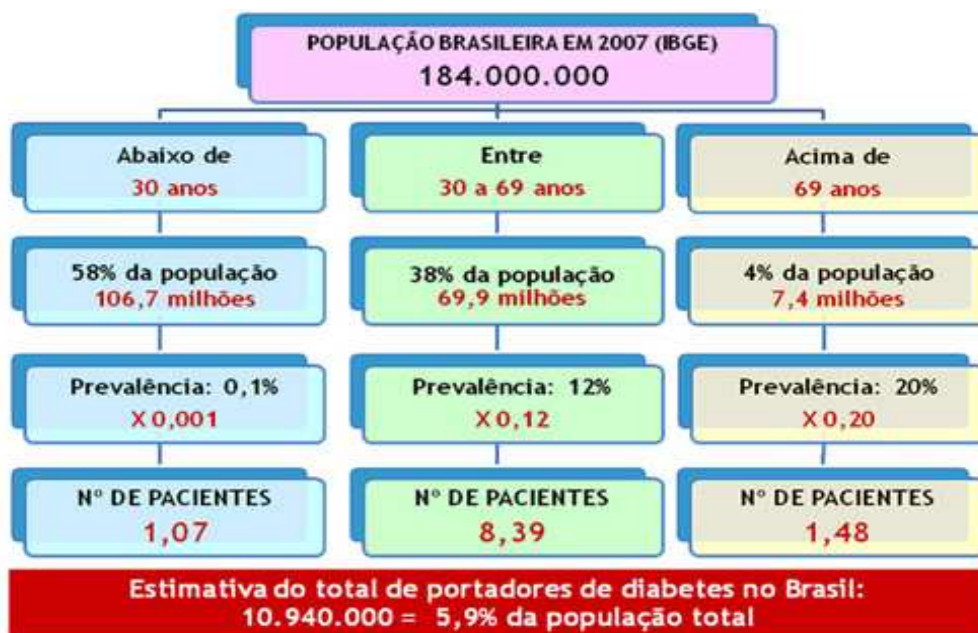 POPULAÇÃO BRASILEIRA EM 2007 (IBGE)
184.000.000
Abaixo de
30 anos
Entre
30 a 69 anos
Acima de
69 anos
58% da população
106,7 milhões
38% da população
69,9 milhões
4% da população
7,4 milhões
Prevalência: 0,1%
X 0,001
Prevalência: 12%
X 0,12
Prevalência: 20%
X 0,20
Nº DE PACIENTES
1,07
Nº DE PACIENTES
8,39
Nº DE PACIENTES
1,48
Estimativa do total de portadores de diabetes no Brasil:
10.940.000 = 5,9% da população total